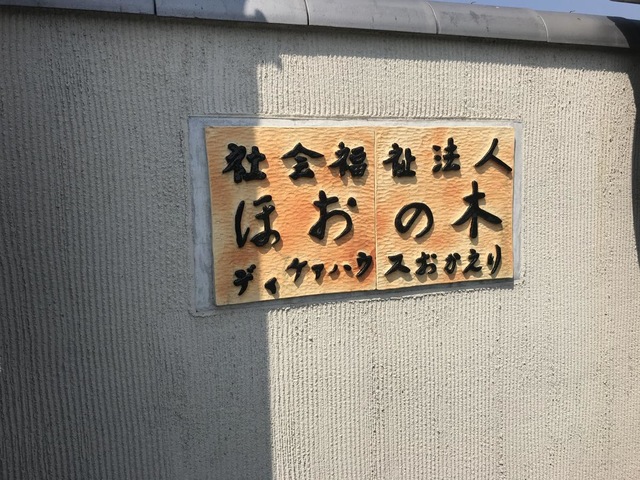 社会福祉法人
ほおの木
ディケアハウスおかえり